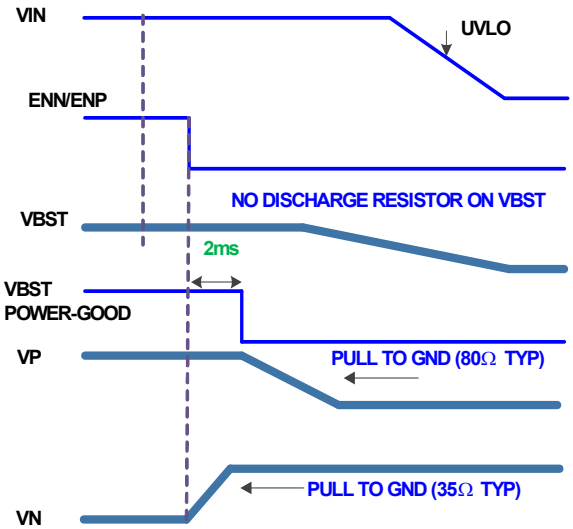 VIN
UVLO
ENN/ENP
NO DISCHARGE RESISTOR ON VBST
VBST
2ms
VBST
POWER-GOOD
VP
PULL TO GND (80Ω TYP)
PULL TO GND (35Ω TYP)
VN